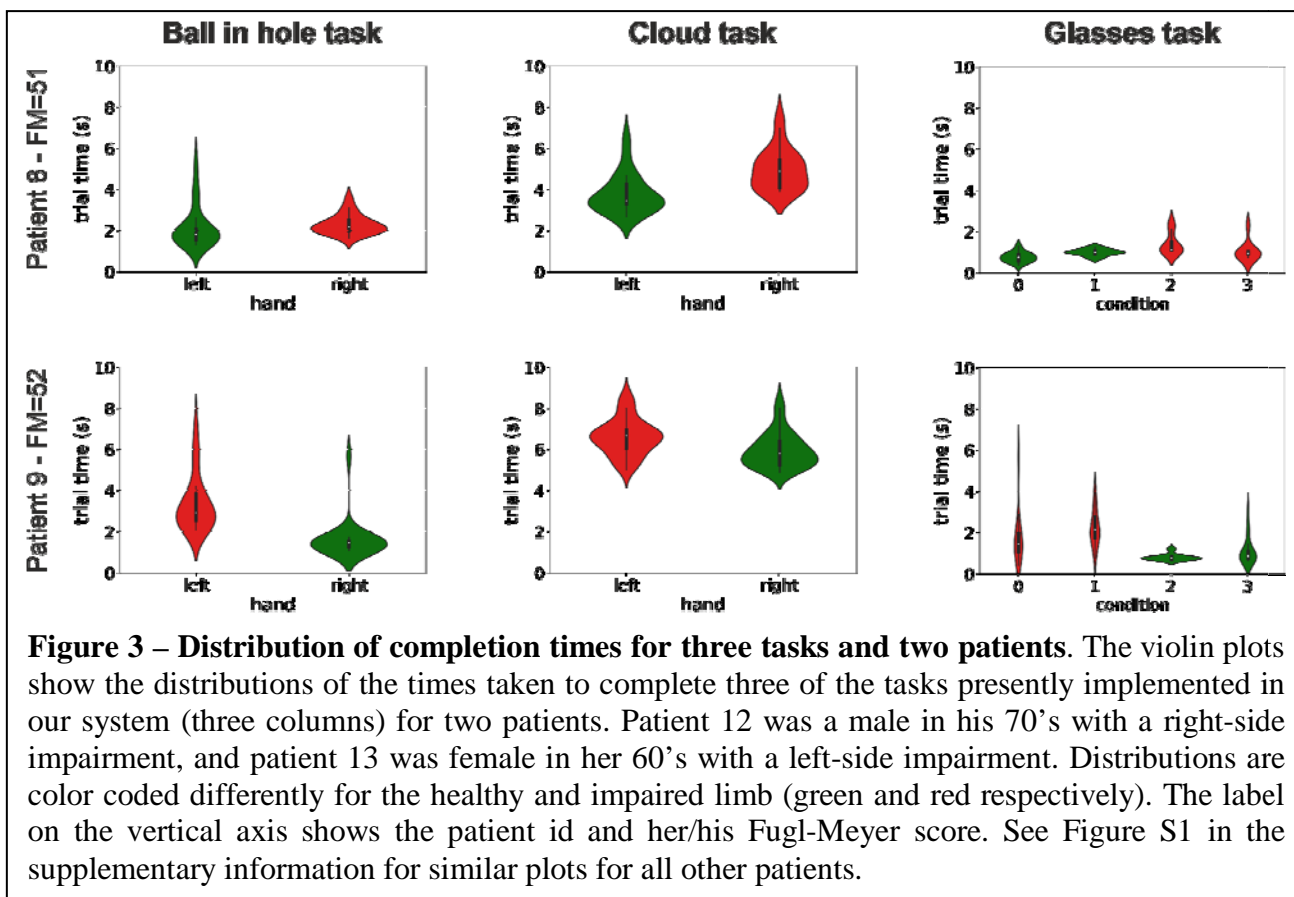 Ball in hole task
Cloud task
Glasses task
Patient 8 - FM=51
trial time (s)
10
8
6
4
2
0
left
right
hand
trial time (s)
10
8
6
4
2
0
left
right
hand
trial time (s)
10
8
6
4
2
0
0
1
2
3
condition
Patient 9 - FM=52
trial time (s)
10
8
6
4
2
0
left
right
hand
trial time (s)
10
8
6
4
2
0
left
right
hand
trial time (s)
10
8
6
4
2
0
0
1
2
3
condition
Figure 3 – Distribution of completion times for three tasks and two patients. The violin plots
show the distributions of the times taken to complete three of the tasks presently implemented in
our system (three columns) for two patients. Patient 12 was a male in his 70’s with a right-side
impairment, and patient 13 was female in her 60’s with a left-side impairment. Distributions are
color coded differently for the healthy and impaired limb (green and red respectively). The label
on the vertical axis shows the patient id and her/his Fugl-Meyer score. See Figure S1 in the
supplementary information for similar plots for all other patients.